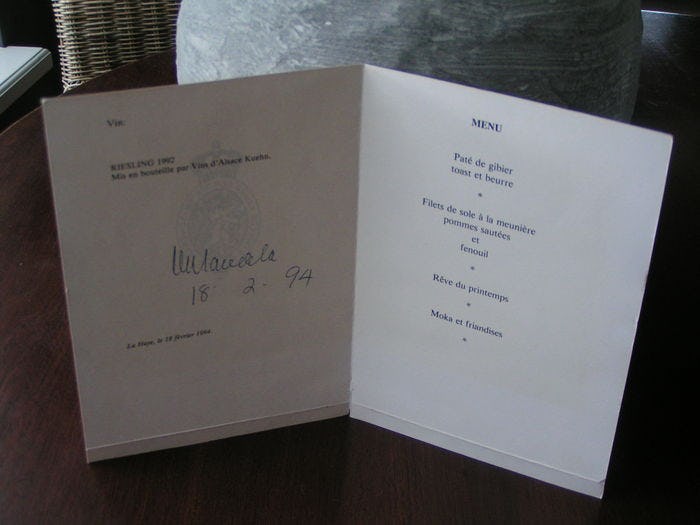 Vin:
RIESLING 1992
Mis en bouteille par Vins d'Alsace Kuehn.
NMandela
18 · 2 · 94
La Haye, le 18 février 1994.
MENU
Paté de gibier
toast et beurre
*
Filets de sole à la meunière
pommes sautées
et
fenouil
*
Rêve du printemps
*
Moka et friandises
*